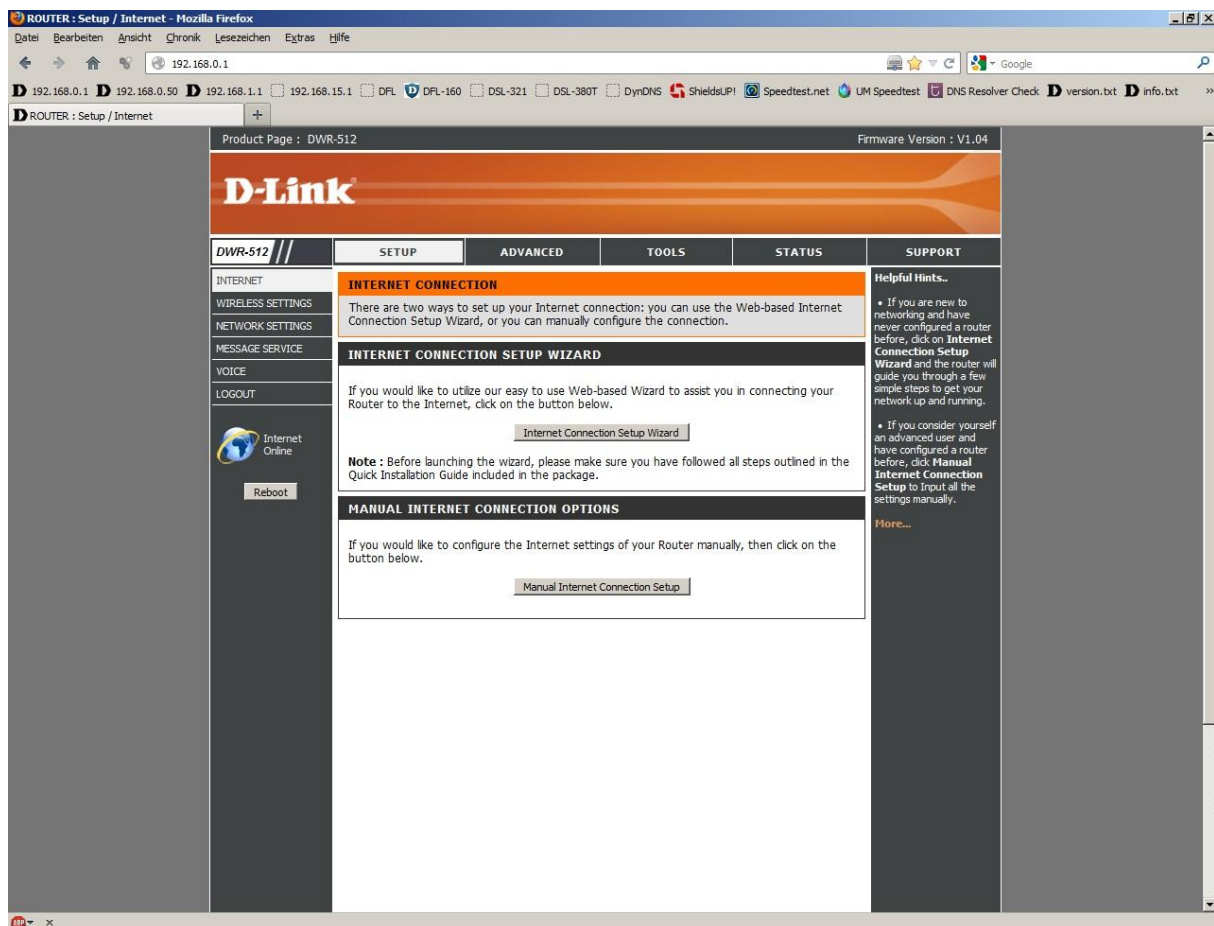 ROUTER : Setup / Internet - Mozilla Firefox
Datei Bearbeiten Ansicht Chronik Lesezeichen Extras Hilfe
192.168.0.1
Google
192.168.0.1 192.168.0.50 192.168.1.1 192.168.15.1 DFL DFL-160 DSL-321 DSL-380T DynDNS ShieldsUP! Speedtest.net UM Speedtest DNS Resolver Check version.txt info.txt »
ROUTER : Setup / Internet +
Product Page : DWR-512 Firmware Version : V1.04
D-Link
DWR-512 SETUP ADVANCED TOOLS STATUS SUPPORT
INTERNET
WIRELESS SETTINGS
NETWORK SETTINGS
MESSAGE SERVICE
VOICE
LOGOUT
Internet
Online
Reboot
INTERNET CONNECTION
There are two ways to set up your Internet connection: you can use the Web-based Internet
Connection Setup Wizard, or you can manually configure the connection.
INTERNET CONNECTION SETUP WIZARD
If you would like to utilize our easy to use Web-based Wizard to assist you in connecting your
Router to the Internet, click on the button below.
Internet Connection Setup Wizard
Note : Before launching the wizard, please make sure you have followed all steps outlined in the
Quick Installation Guide included in the package.
MANUAL INTERNET CONNECTION OPTIONS
If you would like to configure the Internet settings of your Router manually, then click on the
button below.
Manual Internet Connection Setup
Helpful Hints..
• If you are new to
networking and have
never configured a router
before, click on Internet
Connection Setup
Wizard and the router will
guide you through a few
simple steps to get your
network up and running.
• If you consider yourself
an advanced user and
have configured a router
before, click Manual
Internet Connection
Setup to Input all the
settings manually.
More...
ABP